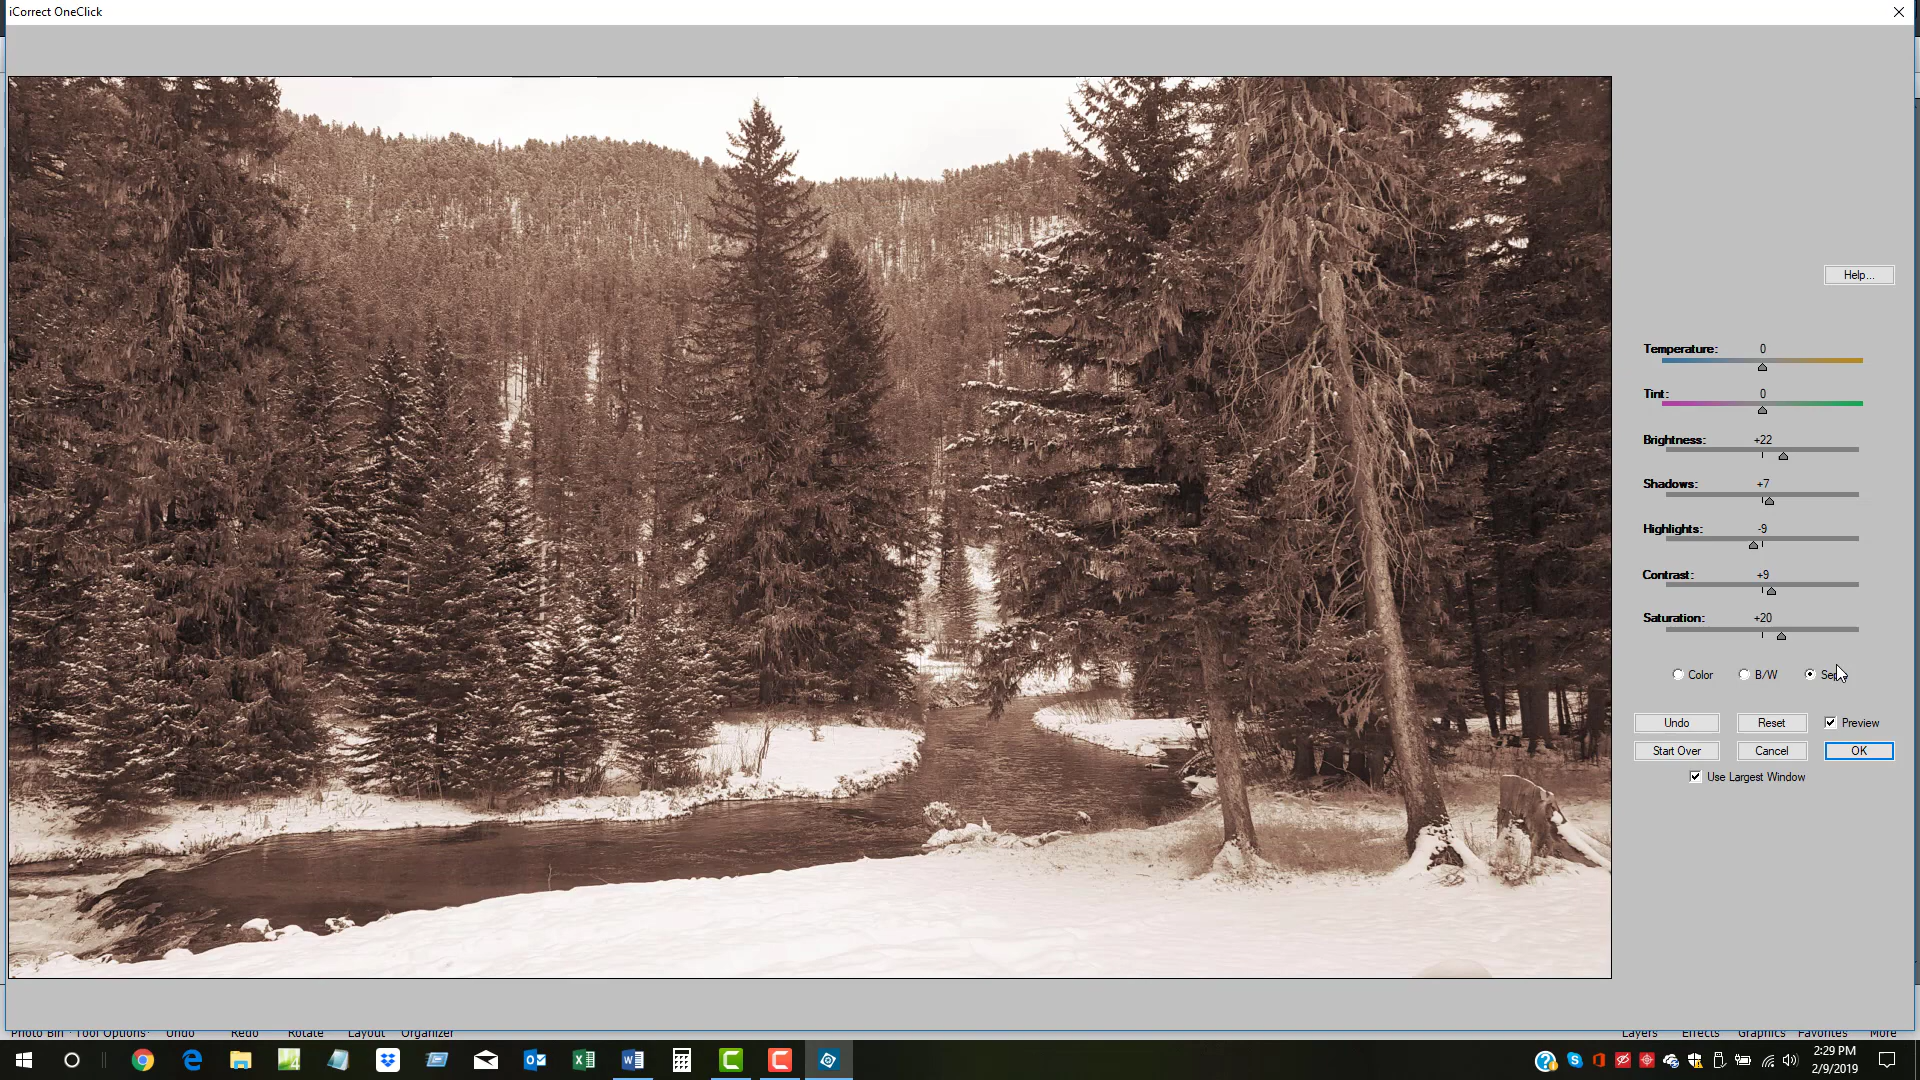 iCorrect OneClick
Help...
Temperature: 0
Tint: 0
Brightness: +22
Shadows: +7
Highlights: -9
Contrast: +9
Saturation: +20
Color B/W
Undo Reset Preview
Start Over Cancel OK
Use Largest Window
Photo Bin Tool Options Undo Redo Rotate Layout Organizer Layers Effects Graphics Favorites More
2:29 PM
2/9/2019